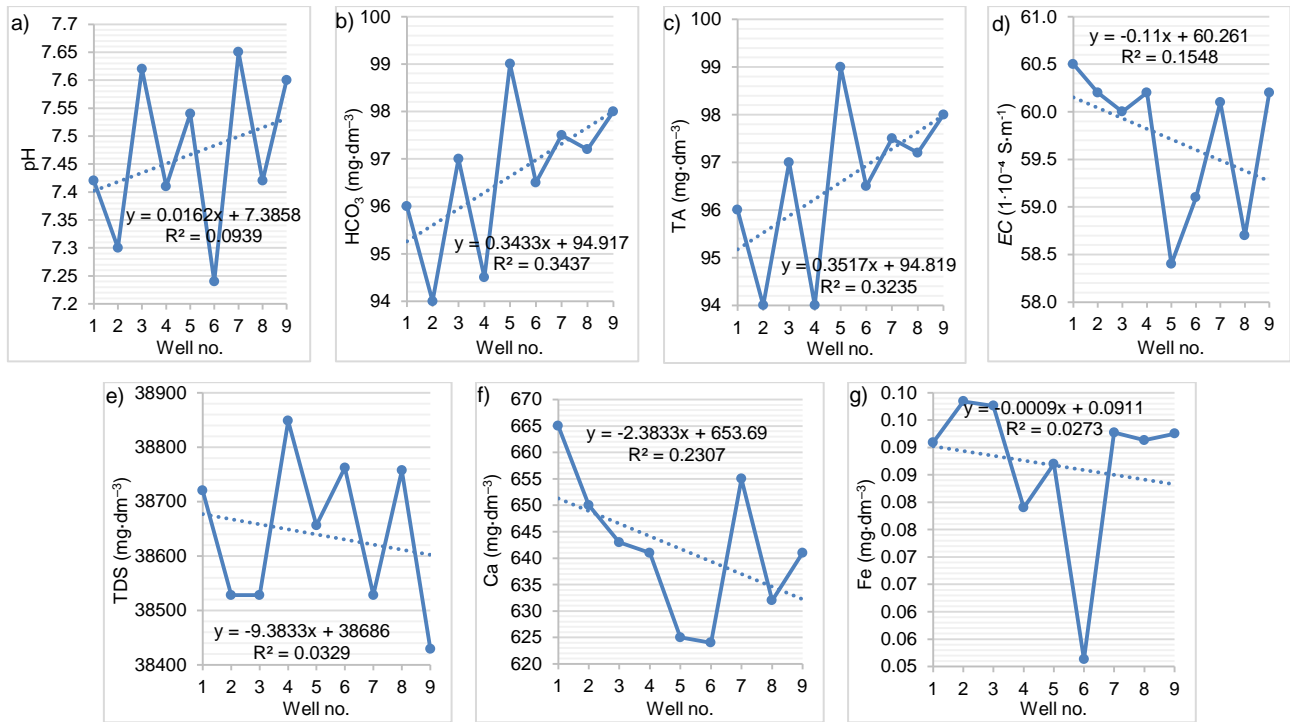 a)
pH
7.7
7.65
7.6
7.55
7.5
7.45
7.4
7.35
7.3
7.25
7.2
y = 0.0162x + 7.3858
R² = 0.0939
1 2 3 4 5 6 7 8 9
Well no.
b)
HCO₃ (mg·dm⁻³)
100
99
98
97
96
95
94
y = 0.3433x + 94.917
R² = 0.3437
1 2 3 4 5 6 7 8 9
Well no.
c)
TA (mg·dm⁻³)
100
99
98
97
96
95
94
y = 0.3517x + 94.819
R² = 0.3235
1 2 3 4 5 6 7 8 9
Well no.
d)
EC (1·10⁻⁴ S·m⁻¹)
61.0
60.5
60.0
59.5
59.0
58.5
58.0
y = -0.11x + 60.261
R² = 0.1548
1 2 3 4 5 6 7 8 9
Well no.
e)
TDS (mg·dm⁻³)
38900
38800
38700
38600
38500
38400
y = -9.3833x + 38686
R² = 0.0329
1 2 3 4 5 6 7 8 9
Well no.
f)
Ca (mg·dm⁻³)
670
665
660
655
650
645
640
635
630
625
620
y = -2.3833x + 653.69
R² = 0.2307
1 2 3 4 5 6 7 8 9
Well no.
g)
Fe (mg·dm⁻³)
0.10
0.10
0.09
0.09
0.08
0.08
0.07
0.07
0.06
0.06
0.05
y = -0.0009x + 0.0911
R² = 0.0273
1 2 3 4 5 6 7 8 9
Well no.